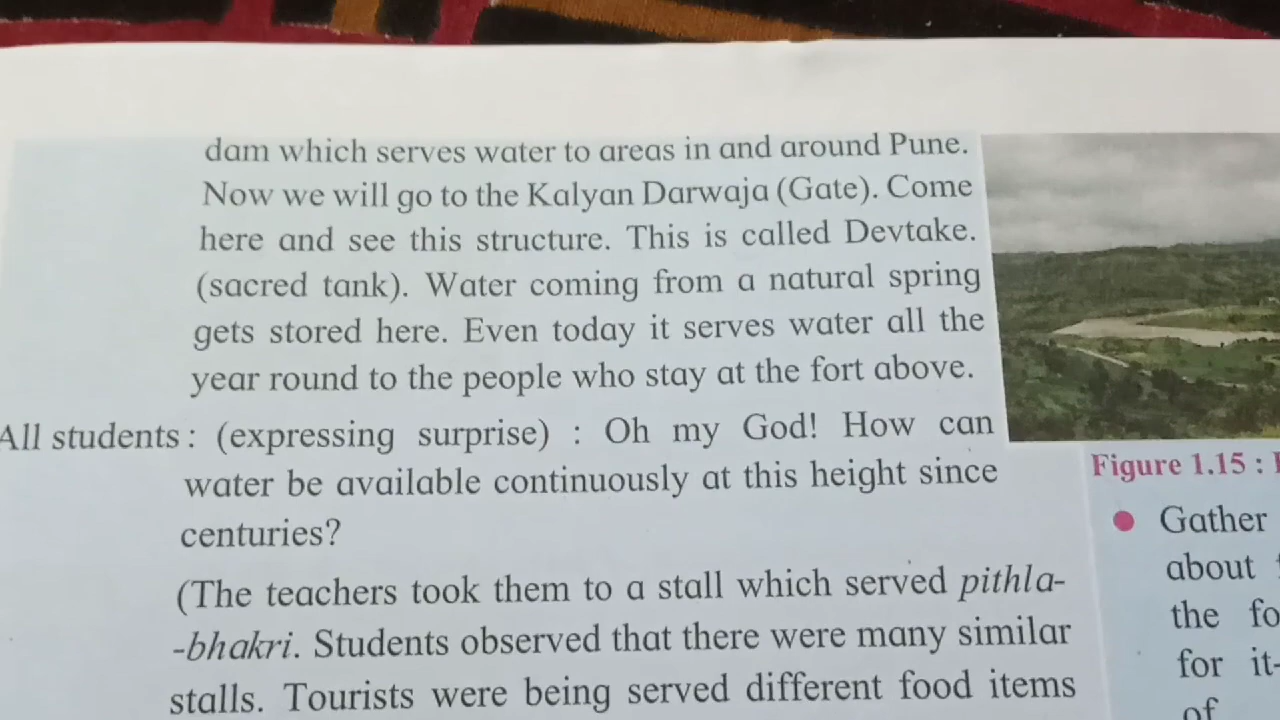 dam which serves water to areas in and around Pune.
Now we will go to the Kalyan Darwaja (Gate). Come
here and see this structure. This is called Devtake.
(sacred tank). Water coming from a natural spring
gets stored here. Even today it serves water all the
year round to the people who stay at the fort above.
All students : (expressing surprise) : Oh my God! How can
water be available continuously at this height since
centuries?
(The teachers took them to a stall which served pithla-
-bhakri. Students observed that there were many similar
stalls. Tourists were being served different food items
Figure 1.15 :
● Gather
about
the fo
for it-
of